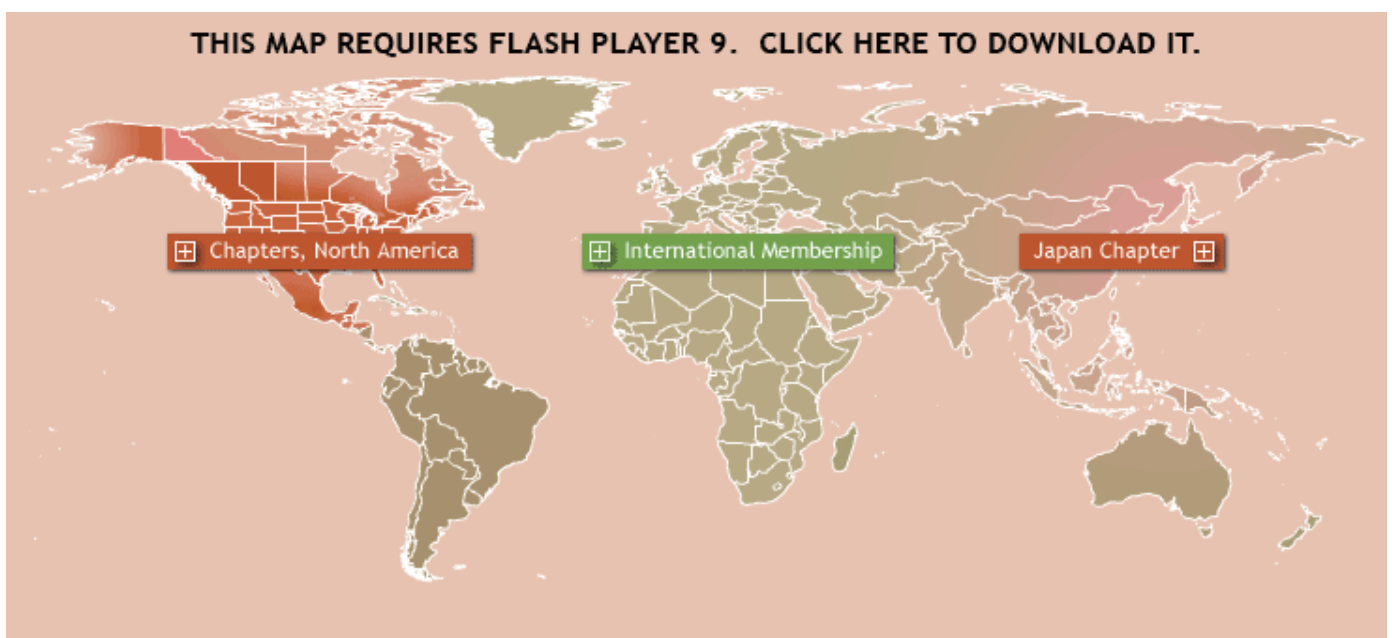 THIS MAP REQUIRES FLASH PLAYER 9.  CLICK HERE TO DOWNLOAD IT.
Chapters, North America
International Membership
Japan Chapter